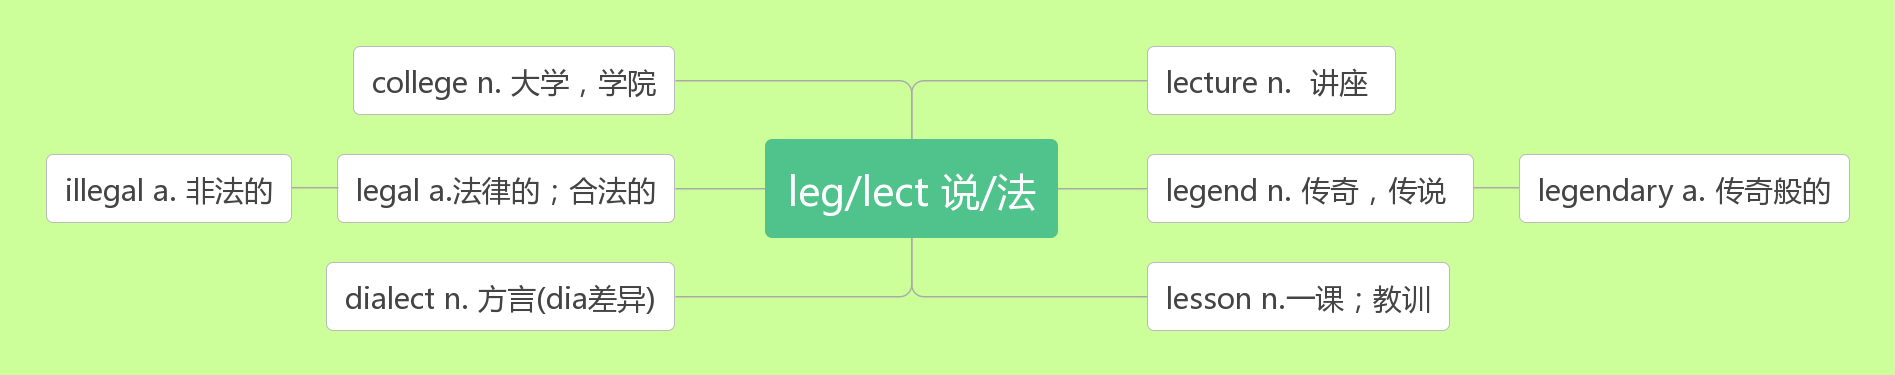 college n. 大学，学院
lecture n.  讲座
illegal a. 非法的
legal a.法律的；合法的
leg/lect 说/法
legend n. 传奇，传说
legendary a. 传奇般的
dialect n. 方言(dia差异)
lesson n.一课；教训